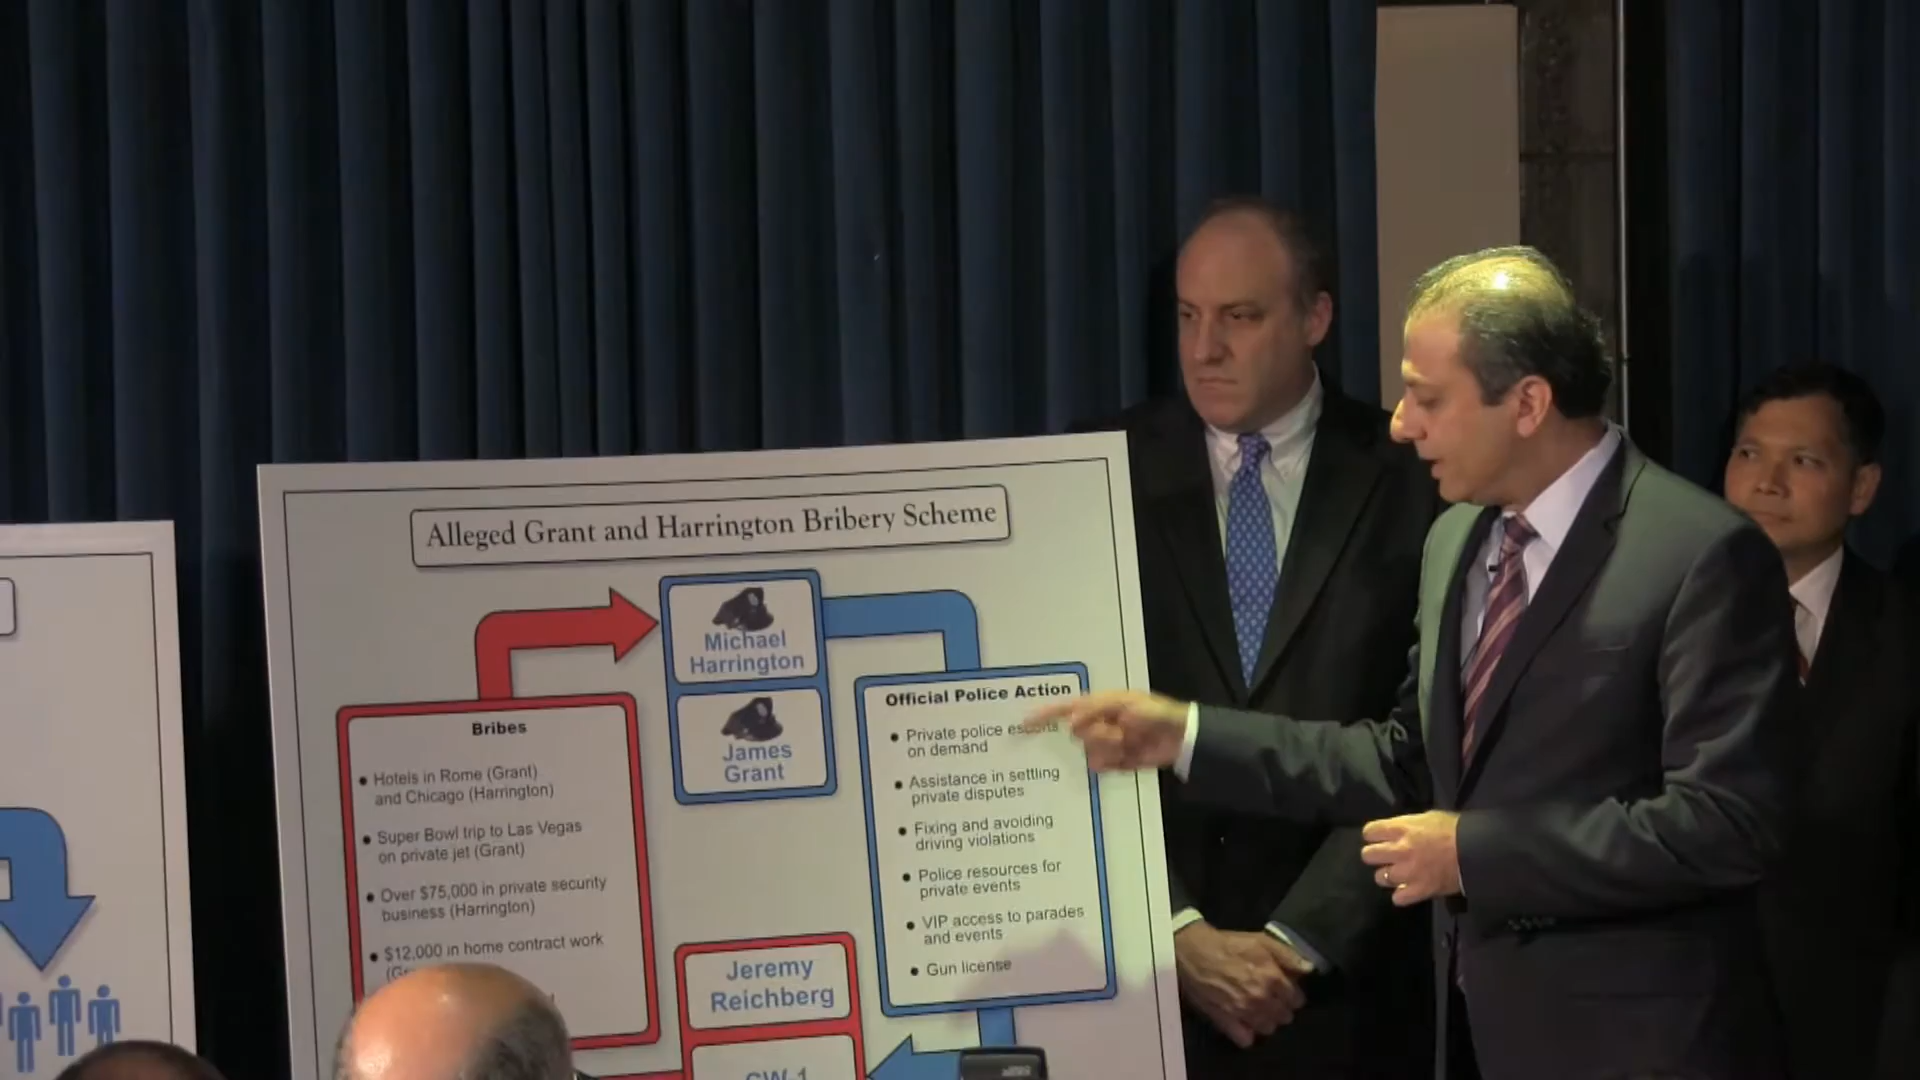 Alleged Grant and Harrington Bribery Scheme
Michael
Harrington
James
Grant
Bribes
● Hotels in Rome (Grant)
and Chicago (Harrington)
● Super Bowl trip to Las Vegas
on private jet (Grant)
● Over $75,000 in private security
business (Harrington)
● $12,000 in home contract work
Official Police Action
● Private police escorts
on demand
● Assistance in settling
private disputes
● Fixing and avoiding
driving violations
● Police resources for
private events
● VIP access to parades
and events
● Gun license
Jeremy
Reichberg
CW-1